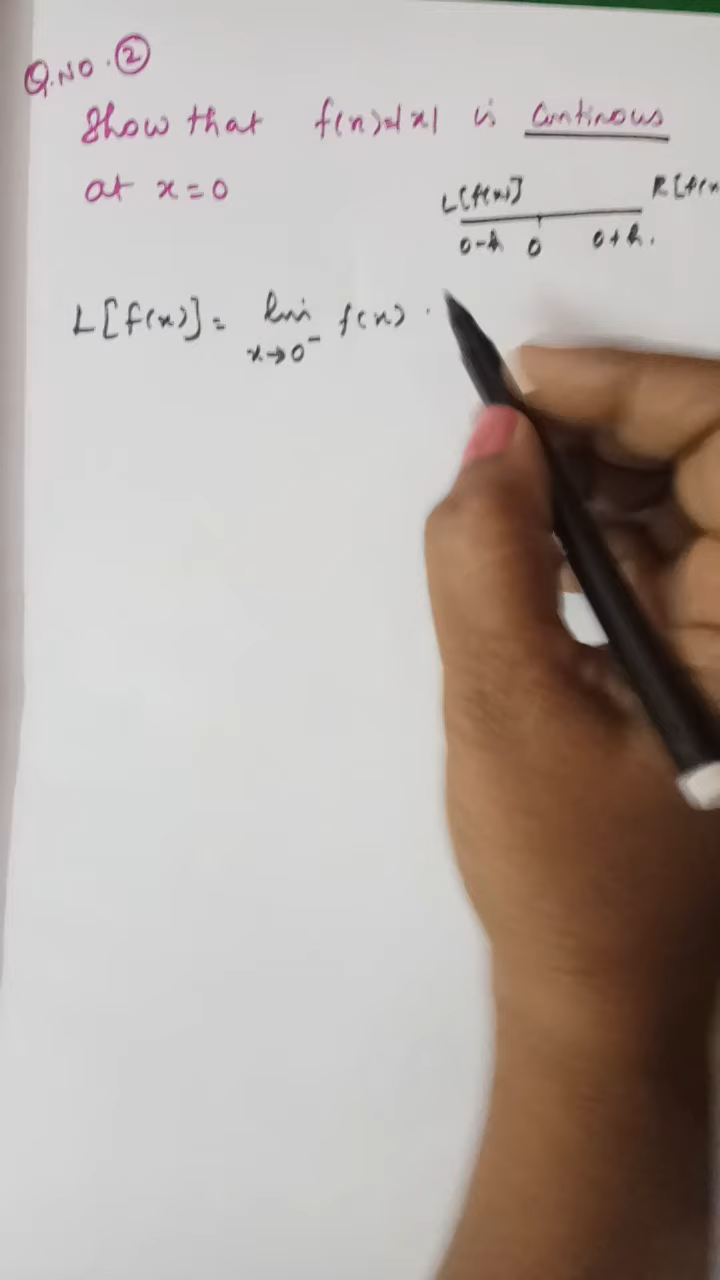 Q.NO. ②
Show that f(x)=|x| is continous
at x=0
L[f(x)] R[f(x
0-h 0 0+h.
L[f(x)] = lim f(x)
x→0⁻